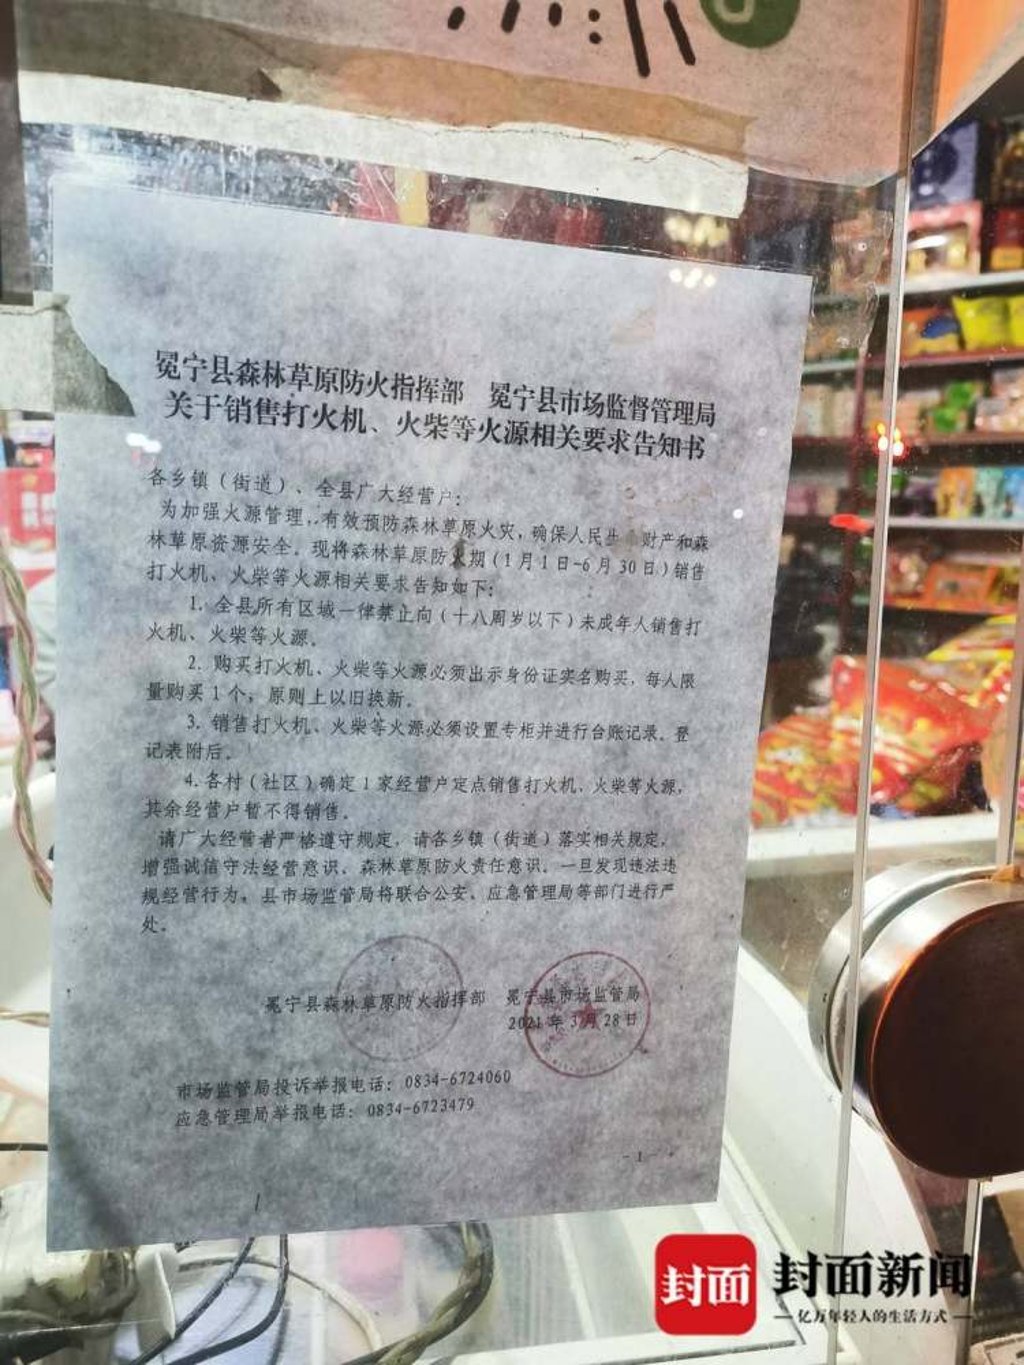 冕宁县森林草原防火指挥部 冕宁县市场监督管理局
关于销售打火机、火柴等火源相关要求告知书
各乡镇（街道）、全县广大经营户：
为加强火源管理，有效预防森林草原火灾，确保人民生 财产和森
林草原资源安全。现将森林草原防火期（1月1日-6月30日）销售
打火机、火柴等火源相关要求告知如下：
1. 全县所有区域一律禁止向（十八周岁以下）未成年人销售打
火机、火柴等火源。
2. 购买打火机、火柴等火源必须出示身份证实名购买，每人限
量购买1个，原则上以旧换新。
3. 销售打火机、火柴等火源必须设置专柜并进行台账记录。登
记表附后。
4. 各村（社区）确定1家经营户定点销售打火机、火柴等火源，
其余经营户暂不得销售。
请广大经营者严格遵守规定，请各乡镇（街道）落实相关规定，
增强诚信守法经营意识、森林草原防火责任意识。一旦发现违法违
规经营行为，县市场监管局将联合公安、应急管理局等部门进行严
处。
冕宁县森林草原防火指挥部 冕宁县市场监管局
2021年3月28日
市场监管局投诉举报电话：0834-6724060
应急管理局举报电话：0834-6723479
-1-
封面 封面新闻
亿万年轻人的生活方式